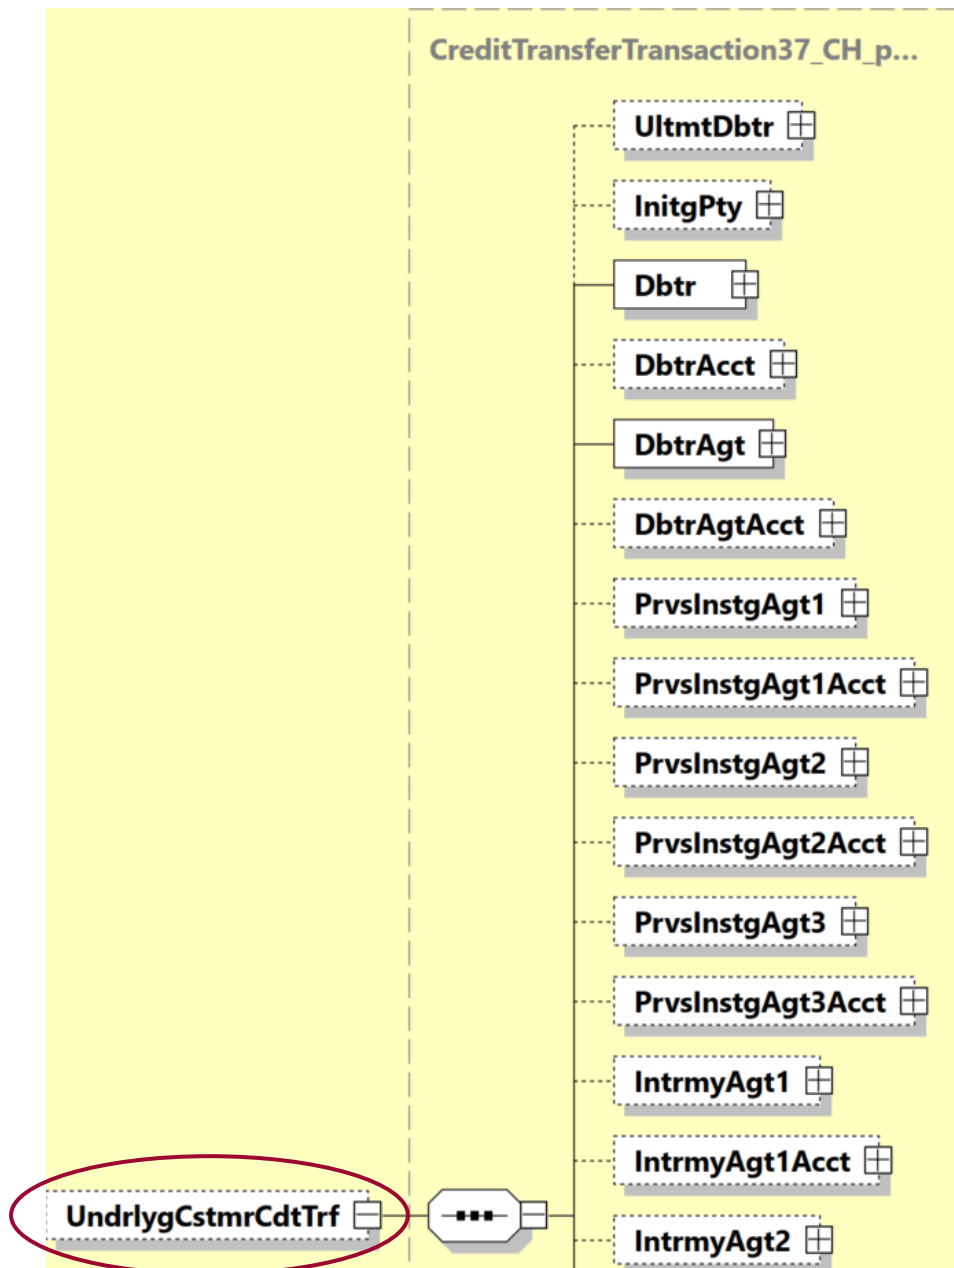 CreditTransferTransaction37_CH_p...
UltmtDbtr
InitgPty
Dbtr
DbtrAcct
DbtrAgt
DbtrAgtAcct
PrvsInstgAgt1
PrvsInstgAgt1Acct
PrvsInstgAgt2
PrvsInstgAgt2Acct
PrvsInstgAgt3
PrvsInstgAgt3Acct
IntrmyAgt1
IntrmyAgt1Acct
UndrlygCstmrCdtTrf
IntrmyAgt2